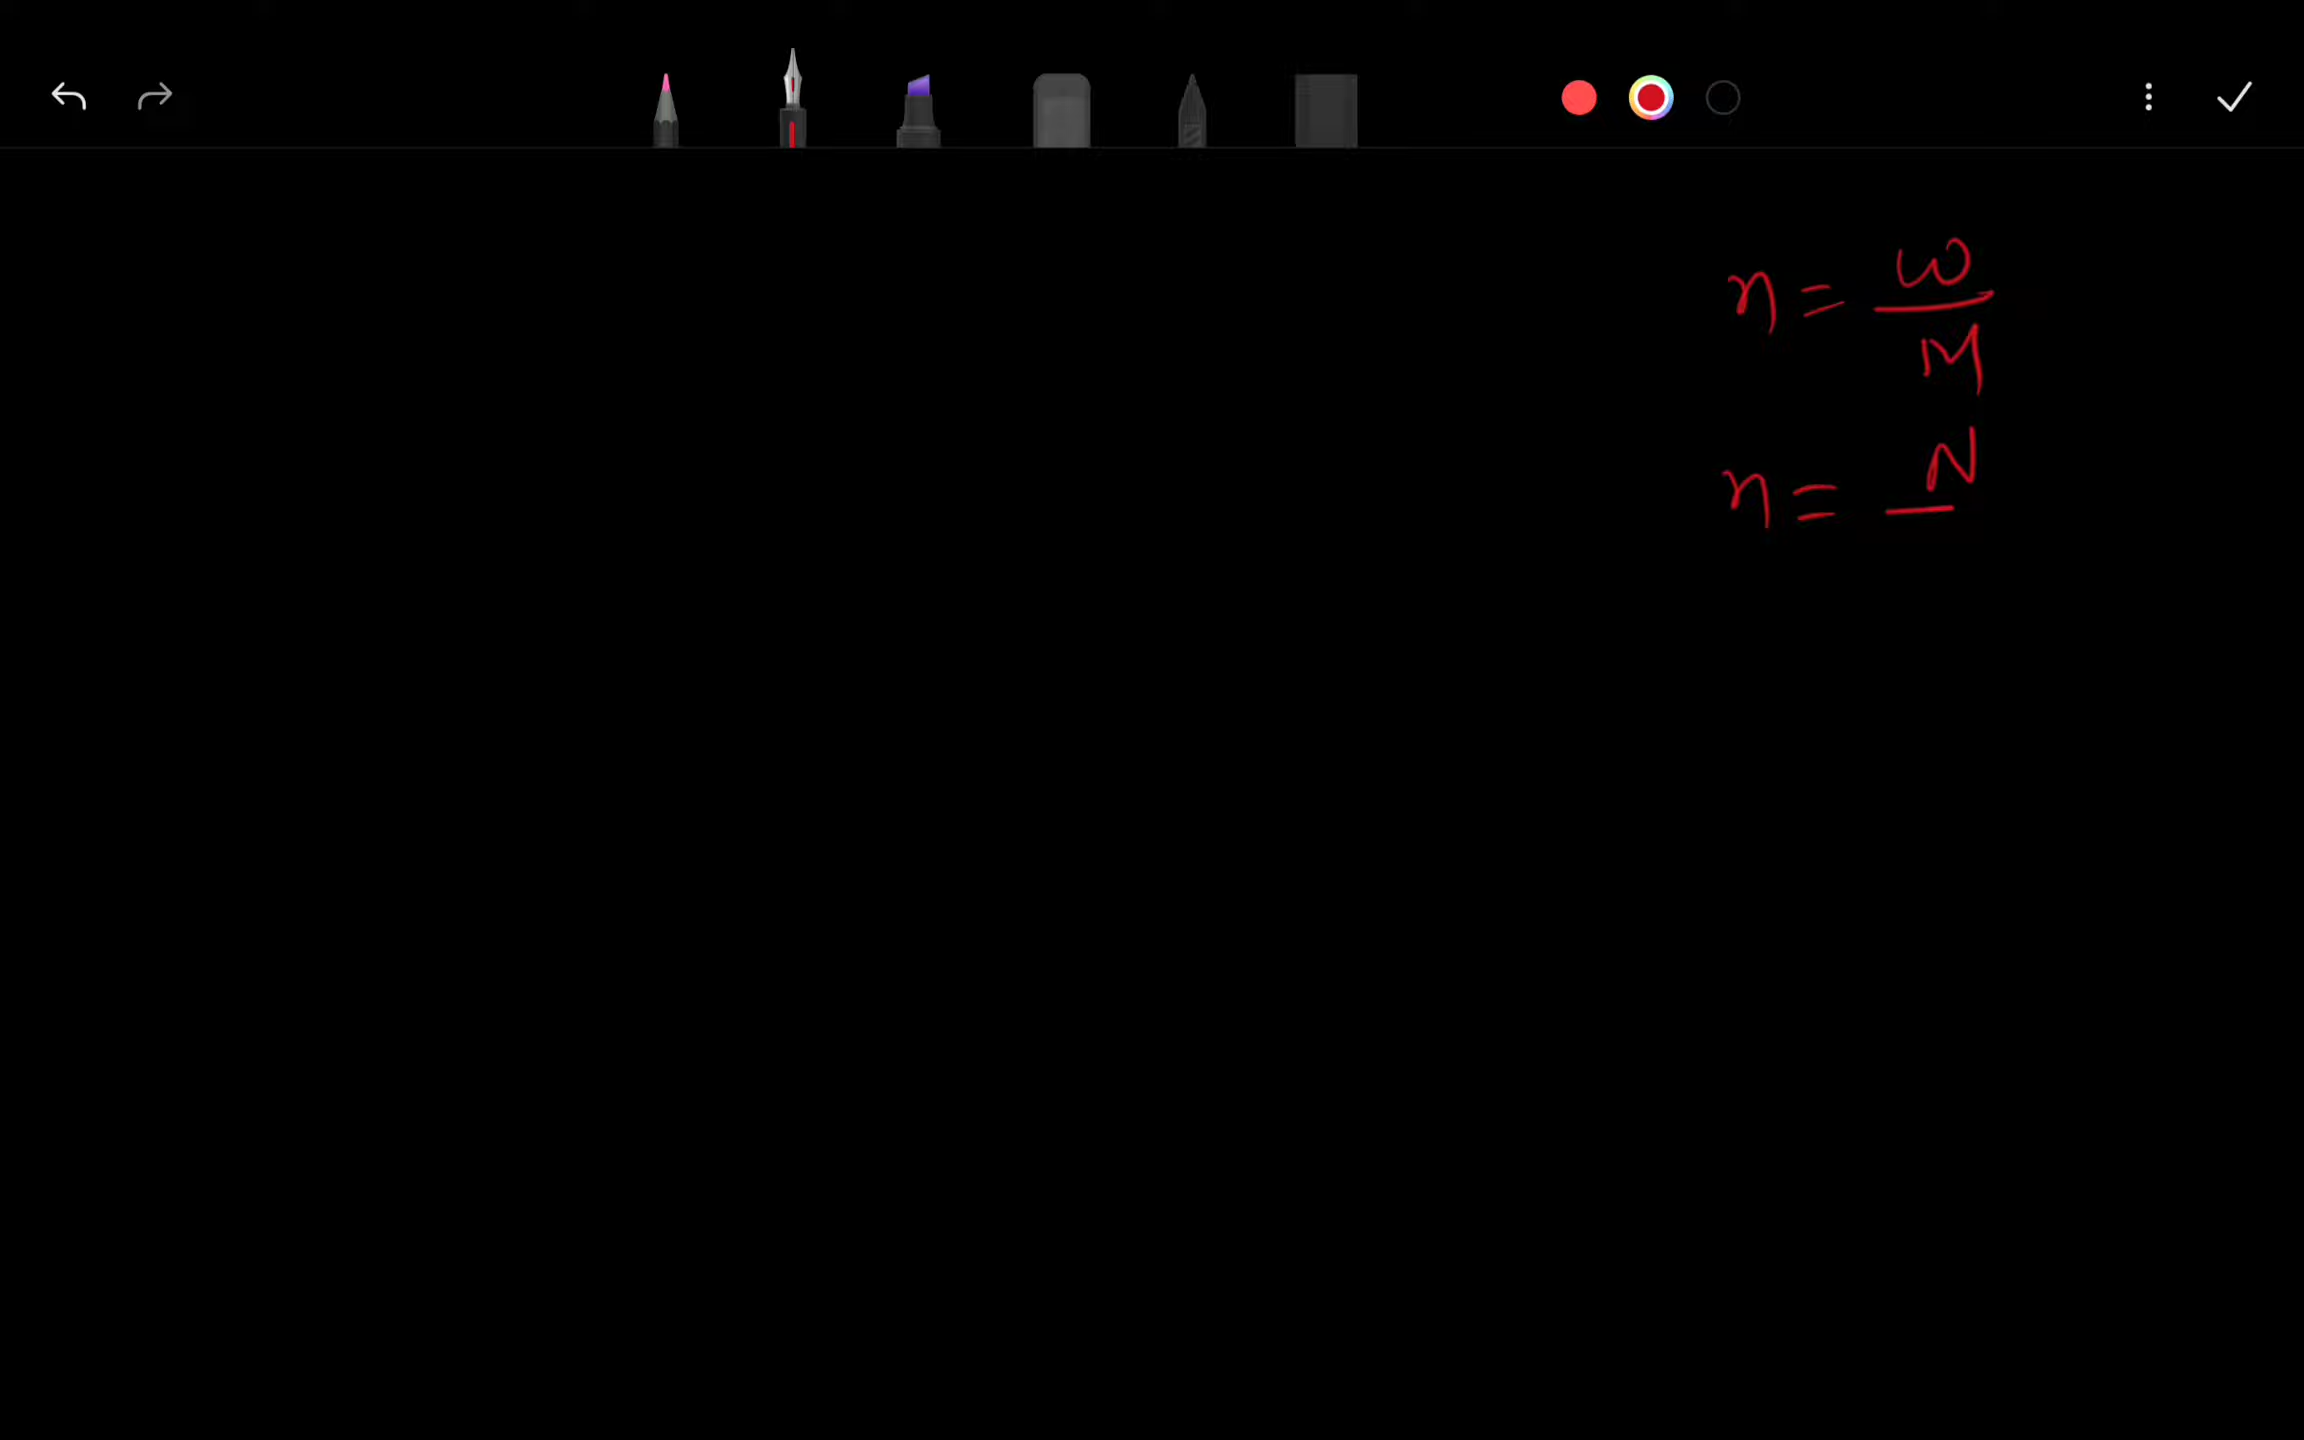 n = w/M
n = N/